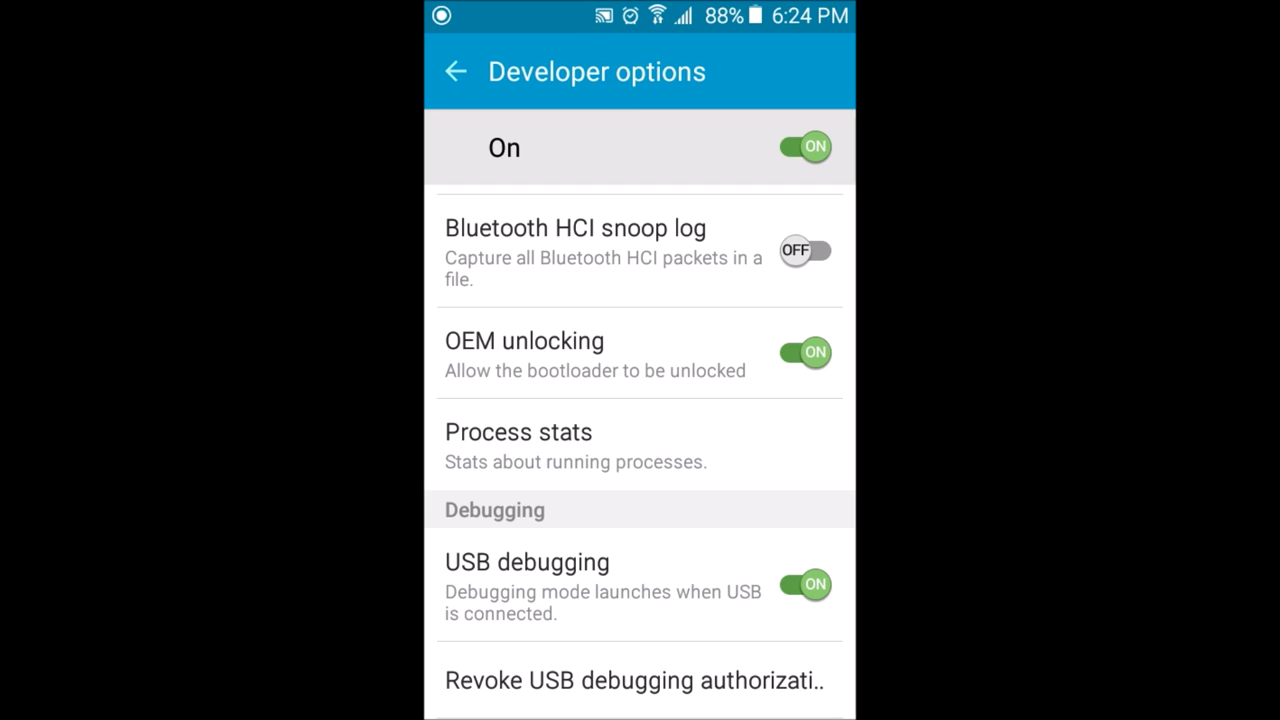 88% 6:24 PM
Developer options
On
ON
Bluetooth HCI snoop log
Capture all Bluetooth HCI packets in a
file.
OFF
OEM unlocking
Allow the bootloader to be unlocked
ON
Process stats
Stats about running processes.
Debugging
USB debugging
Debugging mode launches when USB
is connected.
ON
Revoke USB debugging authorizati..